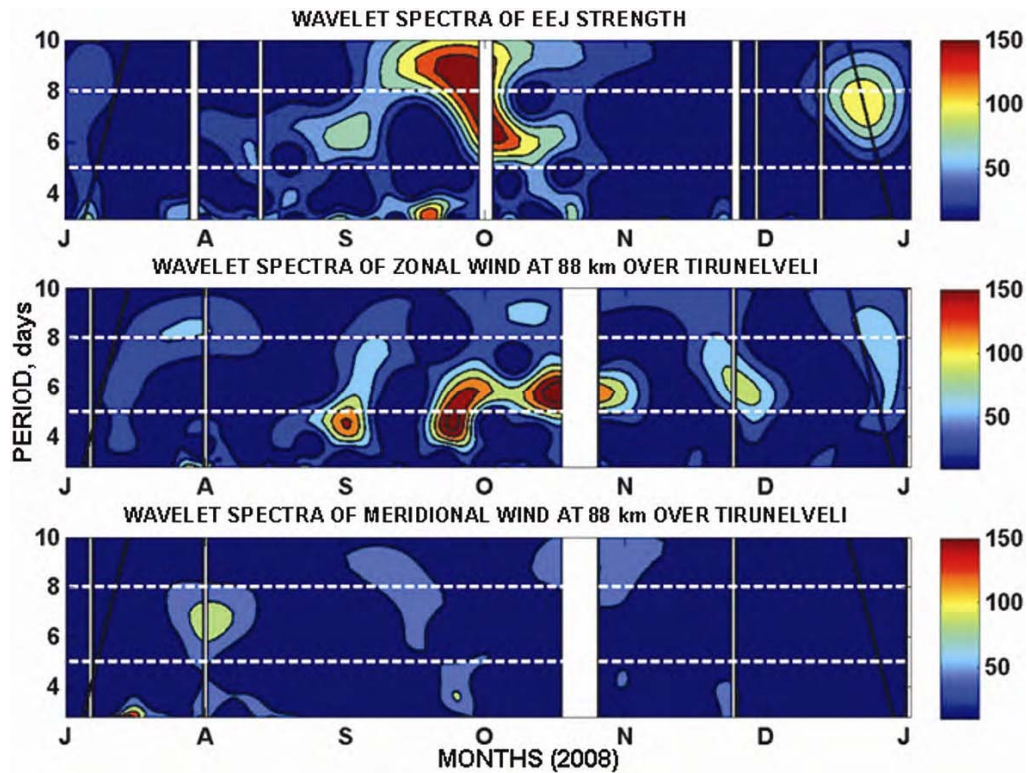 WAVELET SPECTRA OF EEJ STRENGTH
10
8
6
4
J A S O N D J
150
100
50
WAVELET SPECTRA OF ZONAL WIND AT 88 km OVER TIRUNELVELI
PERIOD, days
10
8
6
4
J A S O N D J
150
100
50
WAVELET SPECTRA OF MERIDIONAL WIND AT 88 km OVER TIRUNELVELI
10
8
6
4
J A S O N D J
150
100
50
MONTHS (2008)